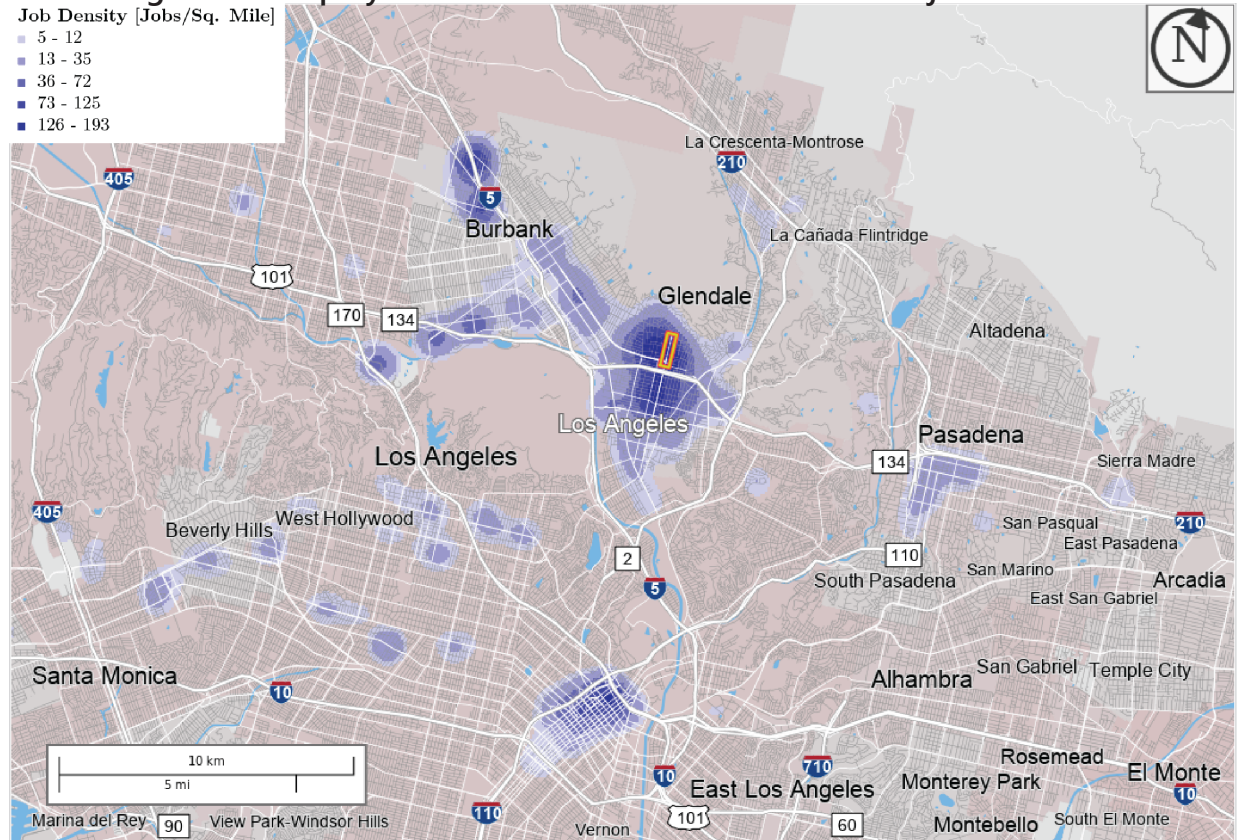 Job Density [Jobs/Sq. Mile]
5 - 12
13 - 35
36 - 72
73 - 125
126 - 193
N
La Crescenta-Montrose
210
405
5
Burbank
La Cañada Flintridge
101
Glendale
170
134
Altadena
Los Angeles
Pasadena
Los Angeles
134
Sierra Madre
405
West Hollywood
Beverly Hills
210
San Pasqual
East Pasadena
2
110
San Marino
South Pasadena
Arcadia
5
East San Gabriel
Santa Monica
San Gabriel
Temple City
Alhambra
10
10 km
5 mi
Rosemead
710
El Monte
10
East Los Angeles
Monterey Park
10
110
101
Marina del Rey
90
View Park-Windsor Hills
Vernon
60
Montebello
South El Monte